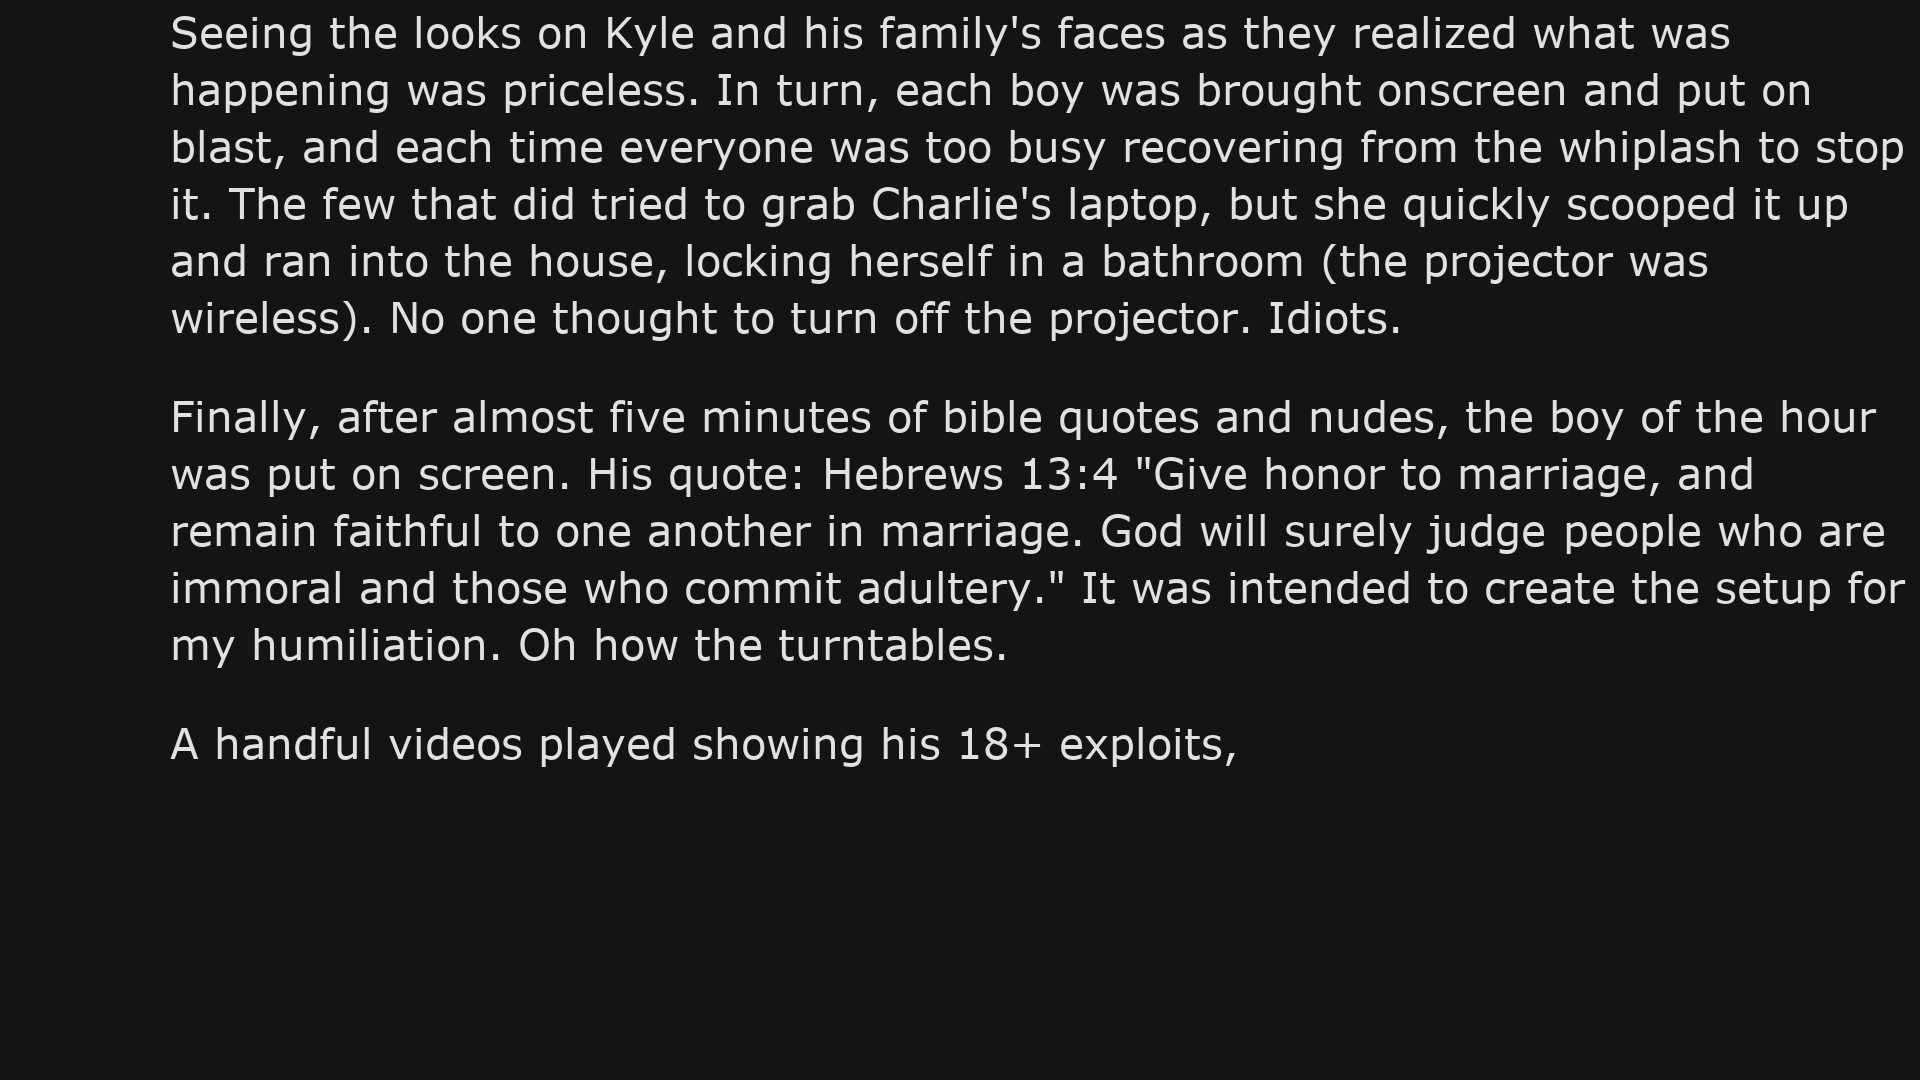 Seeing the looks on Kyle and his family's faces as they realized what was
happening was priceless. In turn, each boy was brought onscreen and put on
blast, and each time everyone was too busy recovering from the whiplash to stop
it. The few that did tried to grab Charlie's laptop, but she quickly scooped it up
and ran into the house, locking herself in a bathroom (the projector was
wireless). No one thought to turn off the projector. Idiots.
Finally, after almost five minutes of bible quotes and nudes, the boy of the hour
was put on screen. His quote: Hebrews 13:4 "Give honor to marriage, and
remain faithful to one another in marriage. God will surely judge people who are
immoral and those who commit adultery." It was intended to create the setup for
my humiliation. Oh how the turntables.
A handful videos played showing his 18+ exploits,